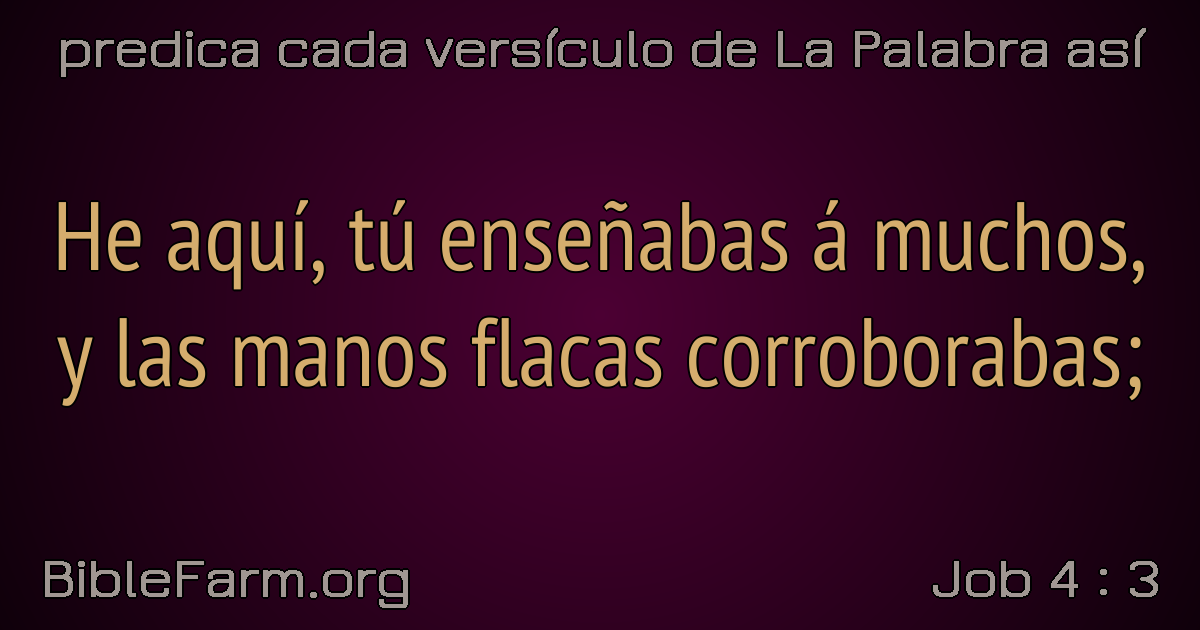 predica cada versículo de La Palabra así
He aquí, tú enseñabas á muchos,
y las manos flacas corroborabas;
BibleFarm.org
Job 4 : 3